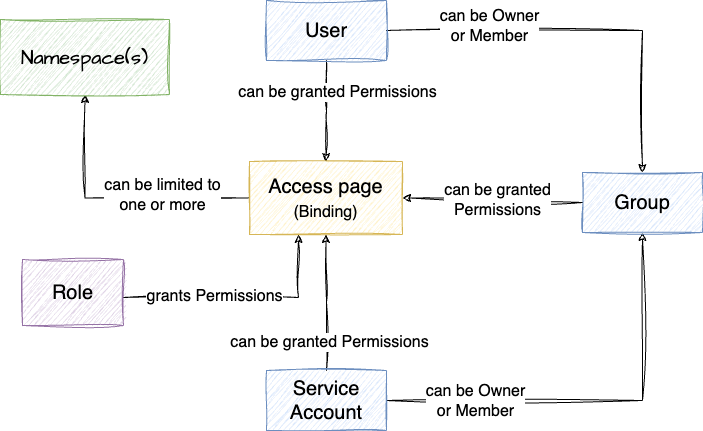 User
can be Owner
or Member
Namespace(s)
can be granted Permissions
can be limited to
one or more
Access page
(Binding)
can be granted
Permissions
Group
Role
grants Permissions
can be granted Permissions
Service
Account
can be Owner
or Member